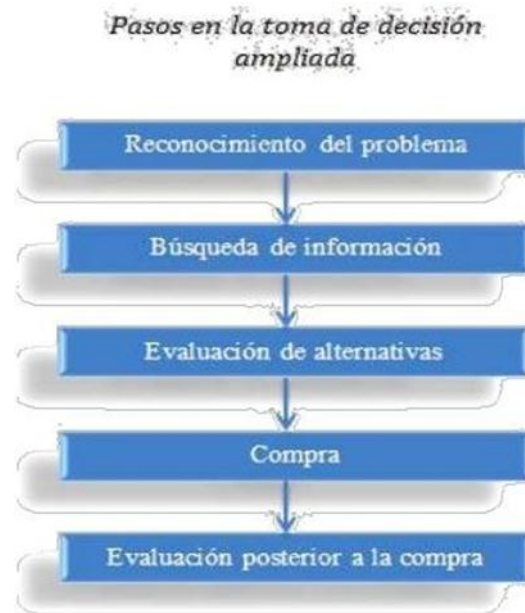 Pasos en la toma de decisión
ampliada
Reconocimiento del problema
Búsqueda de información
Evaluación de alternativas
Compra
Evaluación posterior a la compra